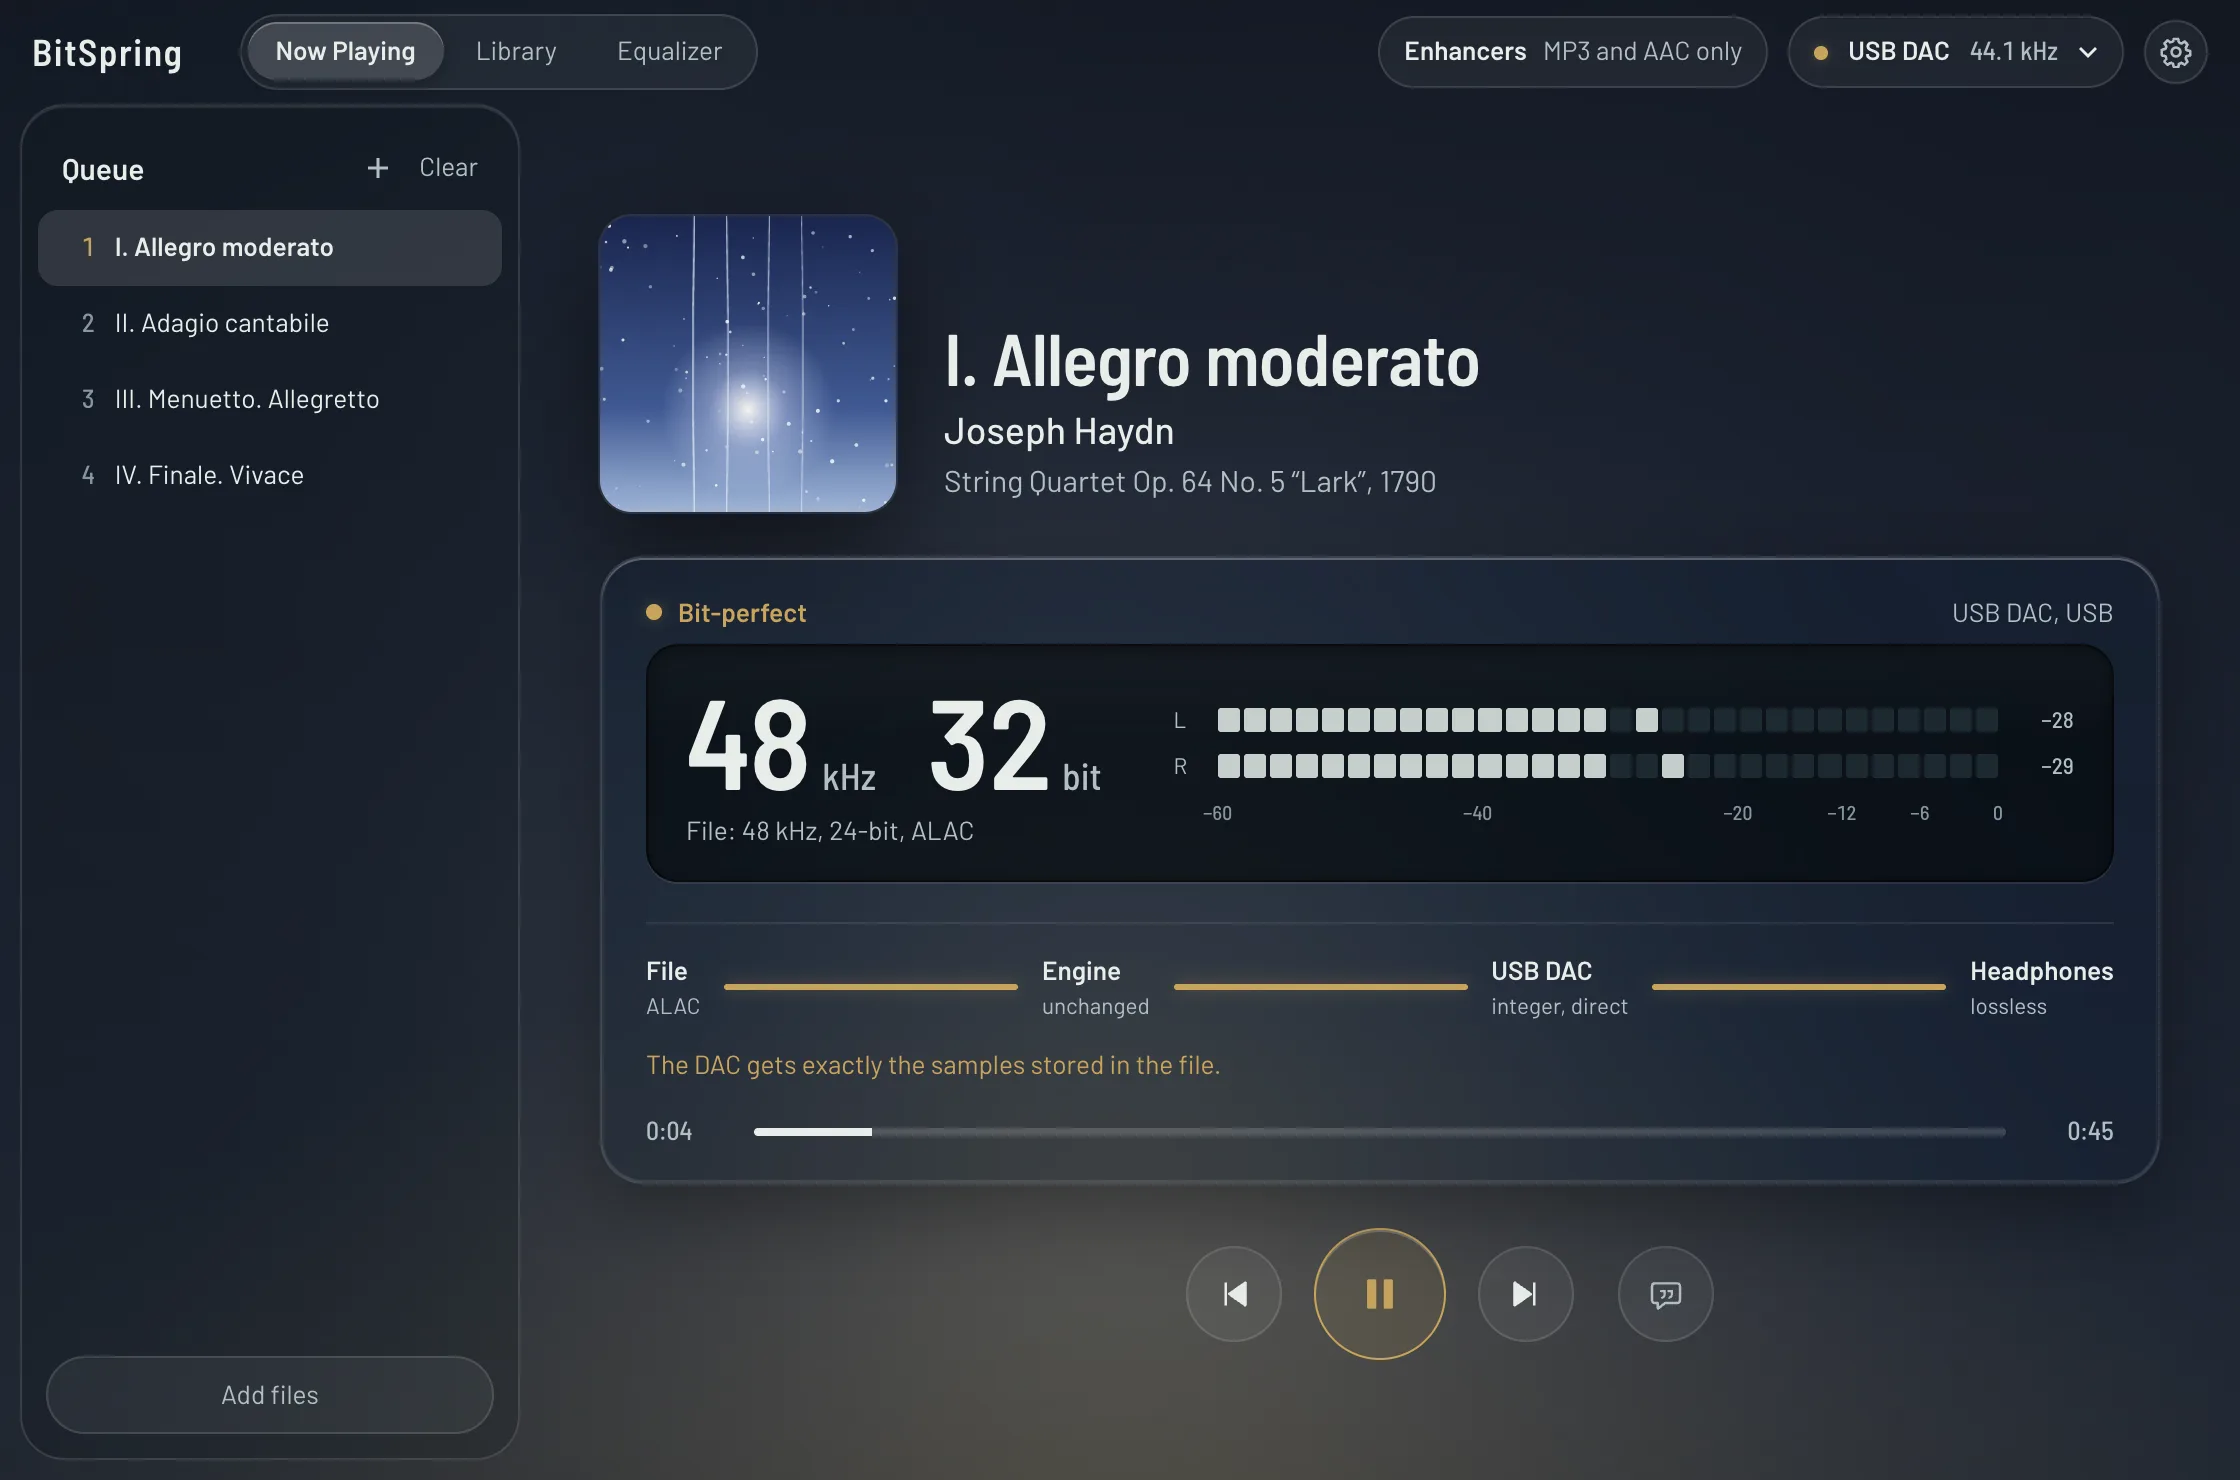 BitSpring
Now Playing Library Equalizer
Enhancers MP3 and AAC only
USB DAC 44.1 kHz
Queue
+ Clear
1 I. Allegro moderato
2 II. Adagio cantabile
3 III. Menuetto. Allegretto
4 IV. Finale. Vivace
Add files
I. Allegro moderato
Joseph Haydn
String Quartet Op. 64 No. 5 “Lark”, 1790
Bit-perfect
USB DAC, USB
48 kHz 32 bit
File: 48 kHz, 24-bit, ALAC
L −28
R −29
−60 −40 −20 −12 −6 0
File Engine USB DAC Headphones
ALAC unchanged integer, direct lossless
The DAC gets exactly the samples stored in the file.
0:04 0:45